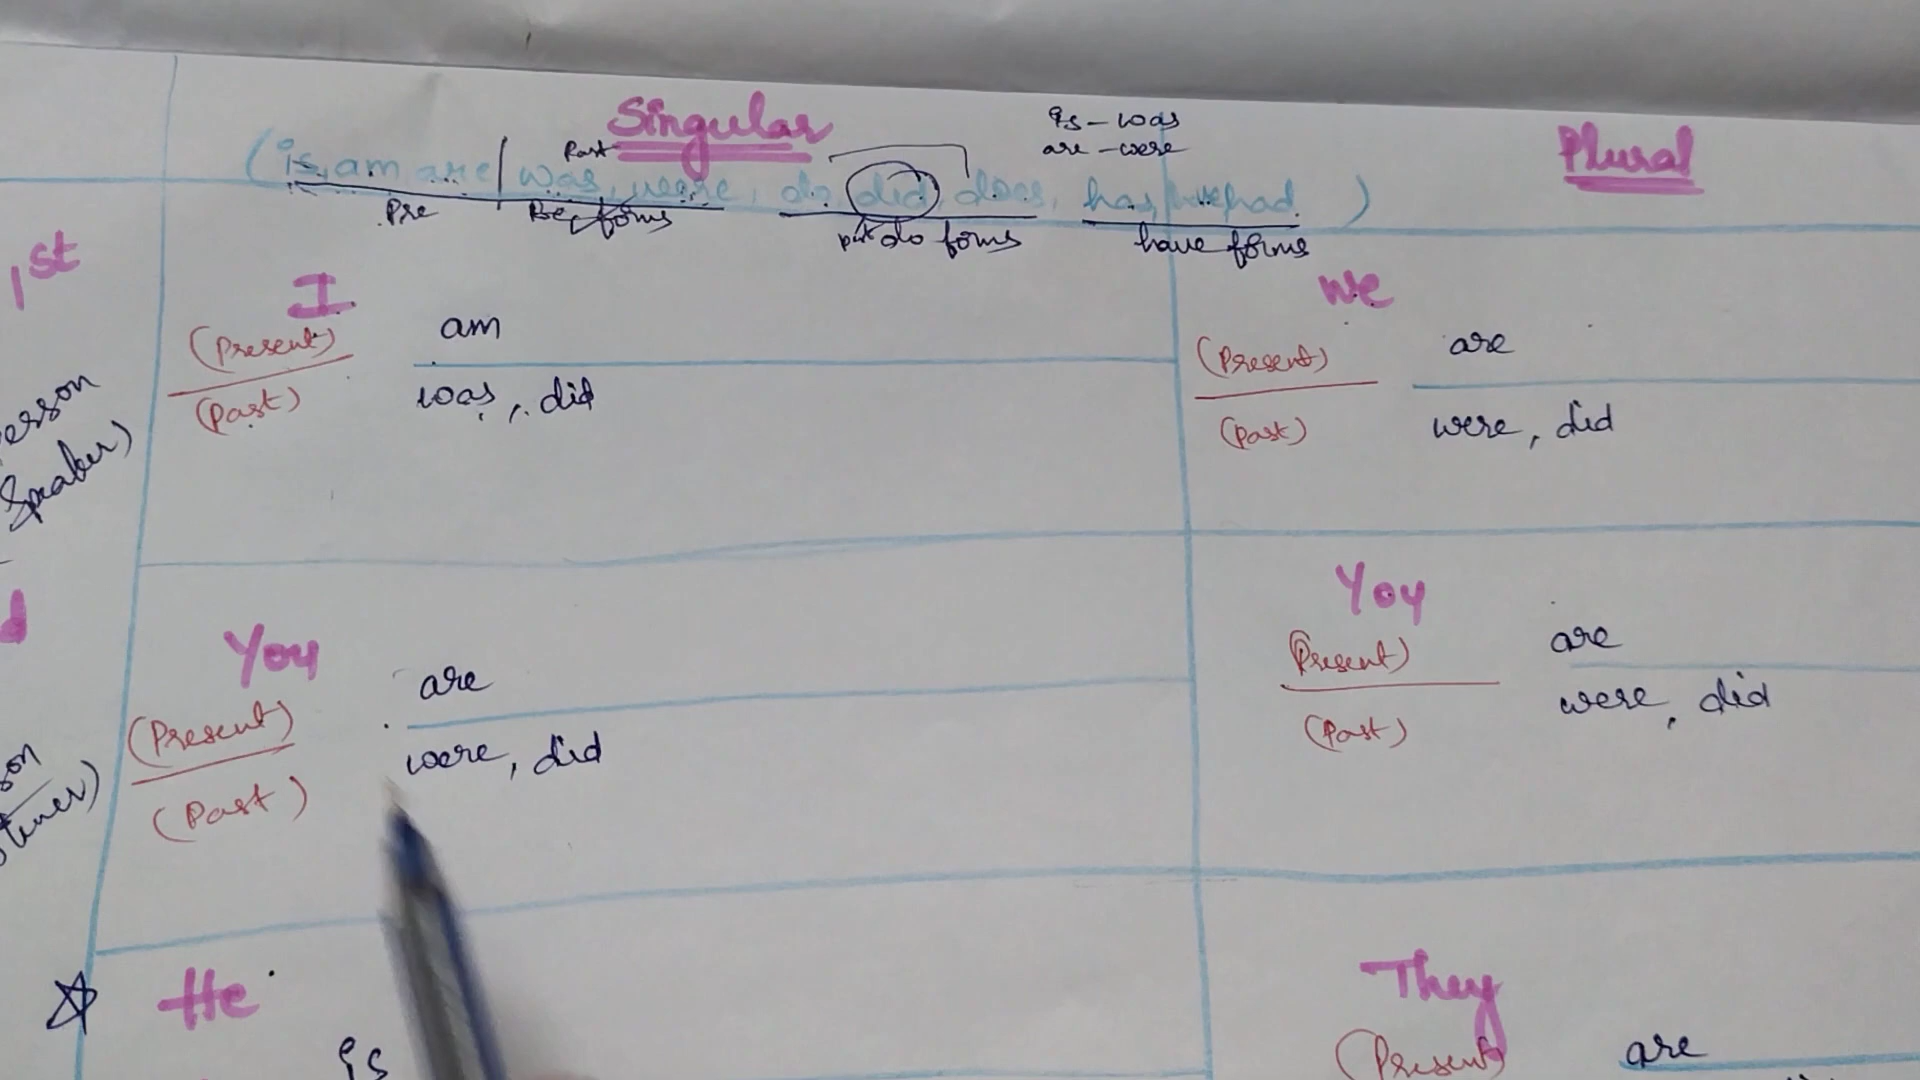 Singular
Plural
is - was
are - were
Past
(is, am are / was, were, do, did, does, has, have, had )
Pre
Be forms
do forms
have forms
1st
I
am
(Present)
(Past)
was, did
We
are
(Present)
(Past)
were, did
erson
Speaker)
d
You
are
(Present)
(Past)
were, did
You
are
(Present)
(Past)
were, did
son
He
is
They
(Present)
are